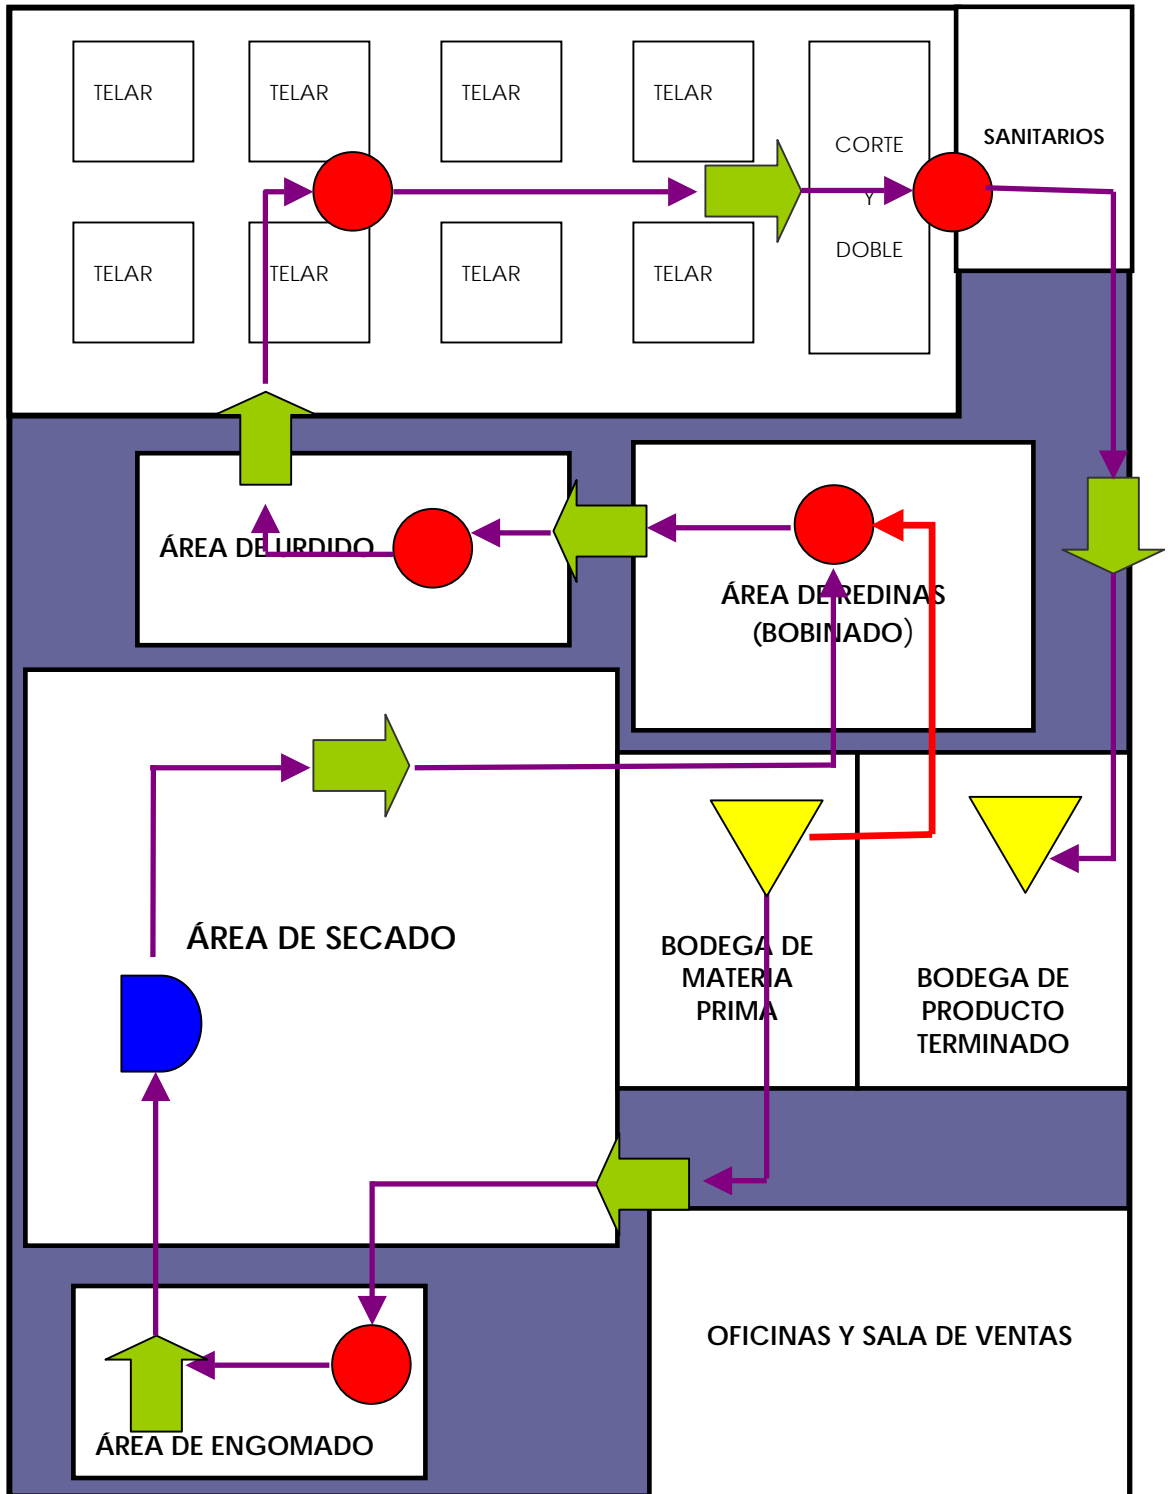 TELAR
TELAR
TELAR
TELAR
SANITARIOS
CORTE
Y
DOBLE
TELAR
TELAR
TELAR
TELAR
ÁREA DE URDIDO
ÁREA DE REDINAS
(BOBINADO)
ÁREA DE SECADO
BODEGA DE
MATERIA
PRIMA
BODEGA DE
PRODUCTO
TERMINADO
OFICINAS Y SALA DE VENTAS
ÁREA DE ENGOMADO